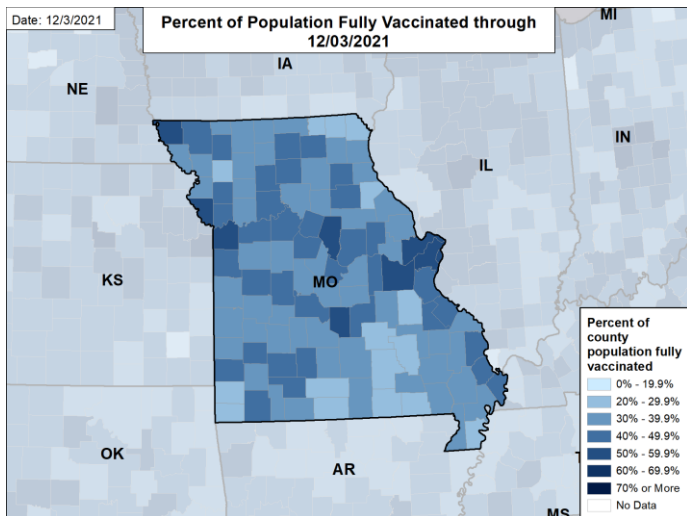 Date: 12/3/2021
Percent of Population Fully Vaccinated through
12/03/2021
MI
IA
NE
IN
IL
KS
MO
OK
AR
MS
Percent of
county
population fully
vaccinated
0% - 19.9%
20% - 29.9%
30% - 39.9%
40% - 49.9%
50% - 59.9%
60% - 69.9%
70% or More
No Data